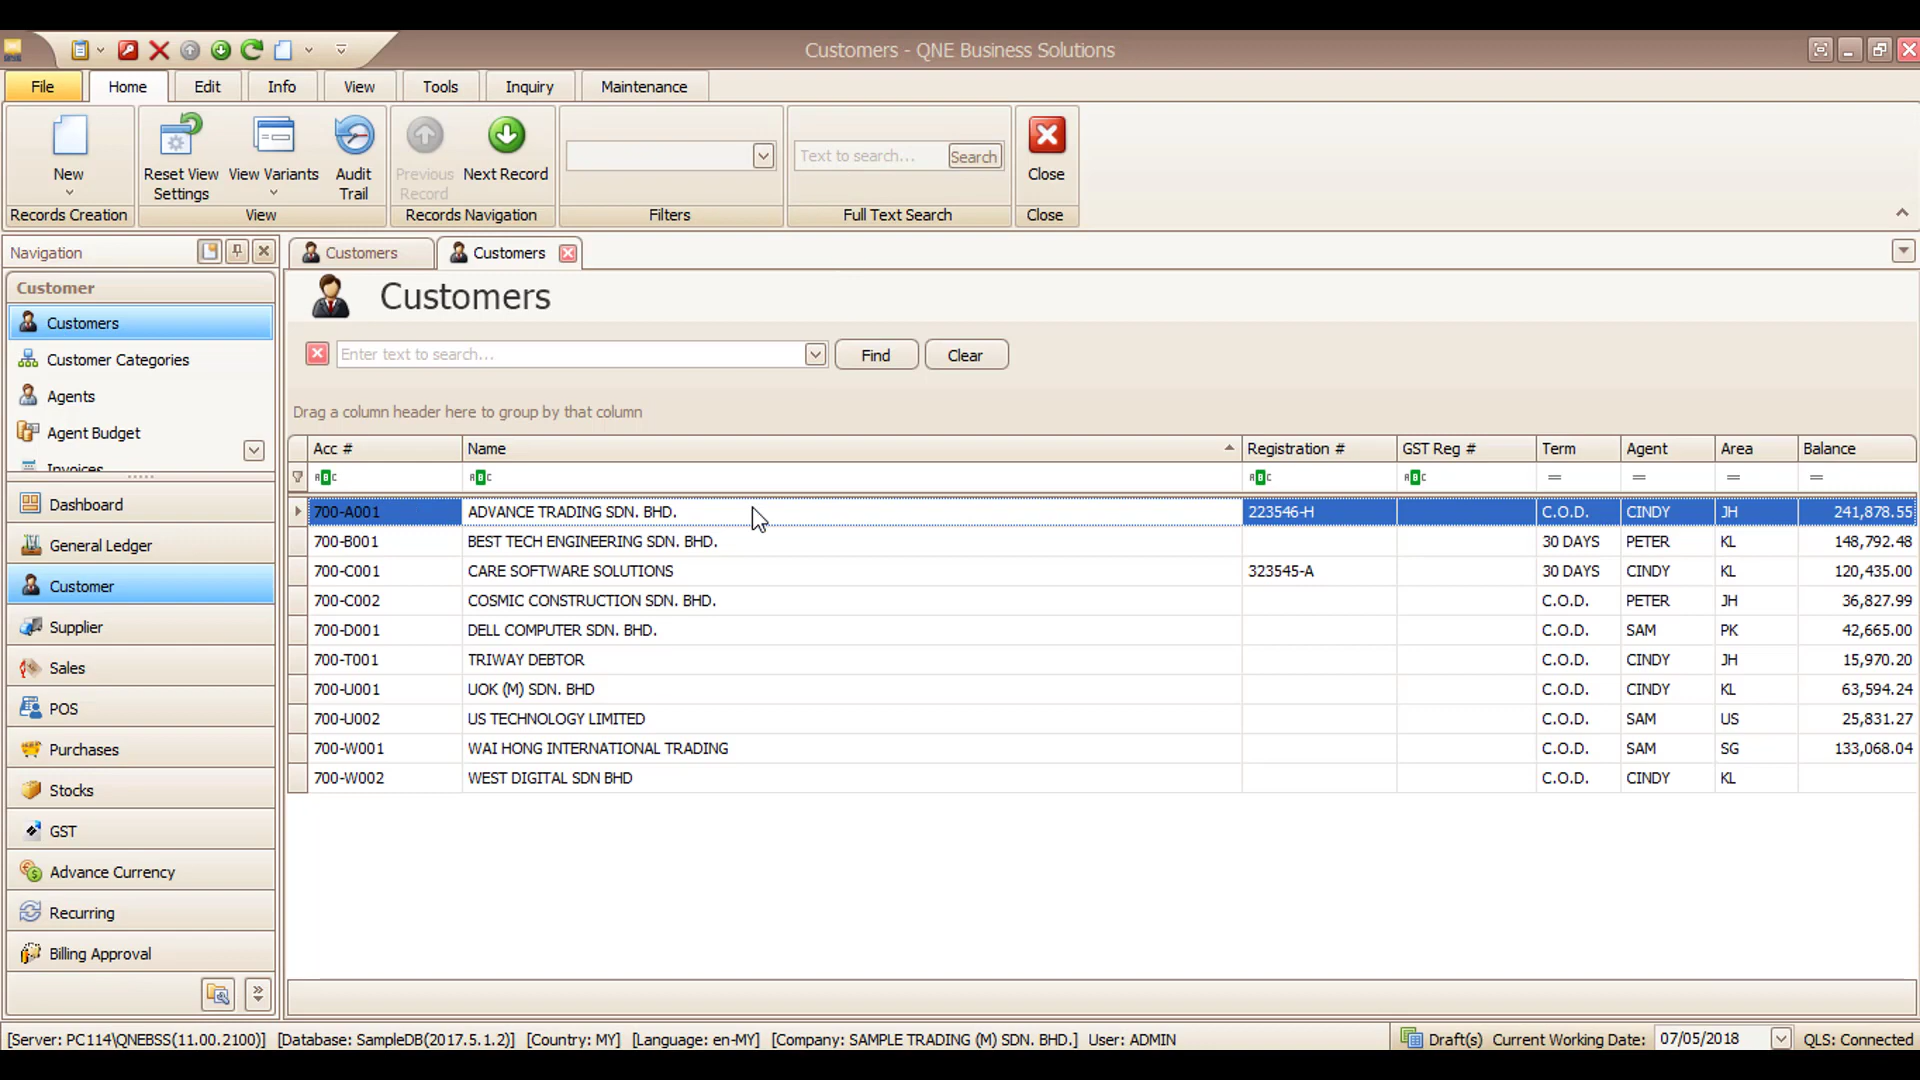 Customers - QNE Business Solutions
File Home Edit Info View Tools Inquiry Maintenance
New
Reset View Settings
View Variants
Audit Trail
Previous Record
Next Record
Text to search... Search
Close
Records Creation View Records Navigation Filters Full Text Search Close
Navigation
Customers Customers
Customer
Customers
Customer Categories
Agents
Agent Budget
Invoices
Dashboard
General Ledger
Customer
Supplier
Sales
POS
Purchases
Stocks
GST
Advance Currency
Recurring
Billing Approval
Customers
Enter text to search... Find Clear
Drag a column header here to group by that column
Acc # Name Registration # GST Reg # Term Agent Area Balance
ABC ABC ABC ABC = = = =
700-A001 ADVANCE TRADING SDN. BHD. 223546-H C.O.D. CINDY JH 241,878.55
700-B001 BEST TECH ENGINEERING SDN. BHD. 30 DAYS PETER KL 148,792.48
700-C001 CARE SOFTWARE SOLUTIONS 323545-A 30 DAYS CINDY KL 120,435.00
700-C002 COSMIC CONSTRUCTION SDN. BHD. C.O.D. PETER JH 36,827.99
700-D001 DELL COMPUTER SDN. BHD. C.O.D. SAM PK 42,665.00
700-T001 TRIWAY DEBTOR C.O.D. CINDY JH 15,970.20
700-U001 UOK (M) SDN. BHD C.O.D. CINDY KL 63,594.24
700-U002 US TECHNOLOGY LIMITED C.O.D. SAM US 25,831.27
700-W001 WAI HONG INTERNATIONAL TRADING C.O.D. SAM SG 133,068.04
700-W002 WEST DIGITAL SDN BHD C.O.D. CINDY KL
[Server: PC114\QNEBSS(11.00.2100)] [Database: SampleDB(2017.5.1.2)] [Country: MY] [Language: en-MY] [Company: SAMPLE TRADING (M) SDN. BHD.] User: ADMIN Draft(s) Current Working Date: 07/05/2018 QLS: Connected